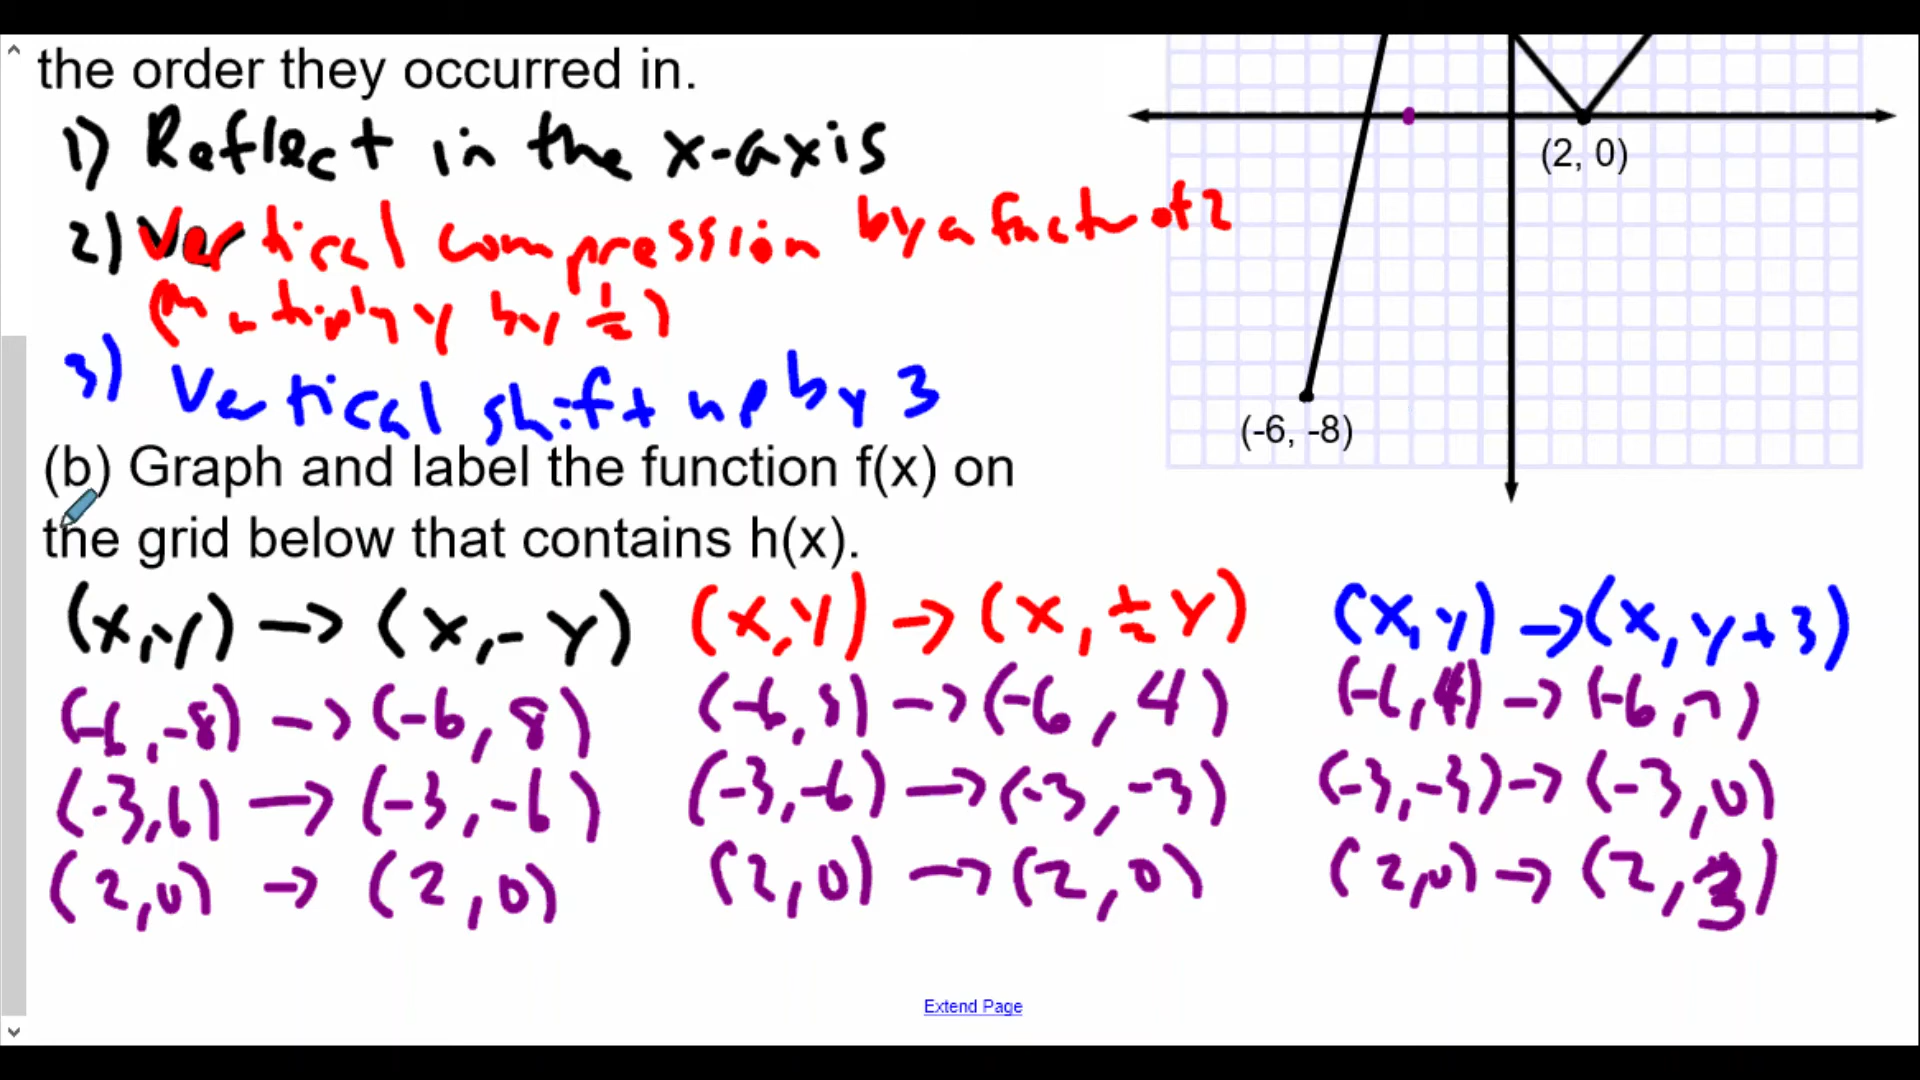 the order they occurred in.
1) Reflect in the x-axis
2) Vertical compression by a factor of 2
(Multiply y by 1/2)
3) Vertical shift up by 3
(b) Graph and label the function f(x) on
the grid below that contains h(x).
(2, 0)
(-6, -8)
(x,y) → (x,-y)
(-6,-8) → (-6, 8)
(-3,6) → (-3,-6)
(2,0) → (2,0)
(x,y) → (x, 1/2 y)
(-6,8) → (-6, 4)
(-3,-6) → (-3,-3)
(2,0) → (2,0)
(x,y) → (x, y+3)
(-6,4) → (-6,7)
(-3,-3) → (-3,0)
(2,0) → (2,3)
Extend Page